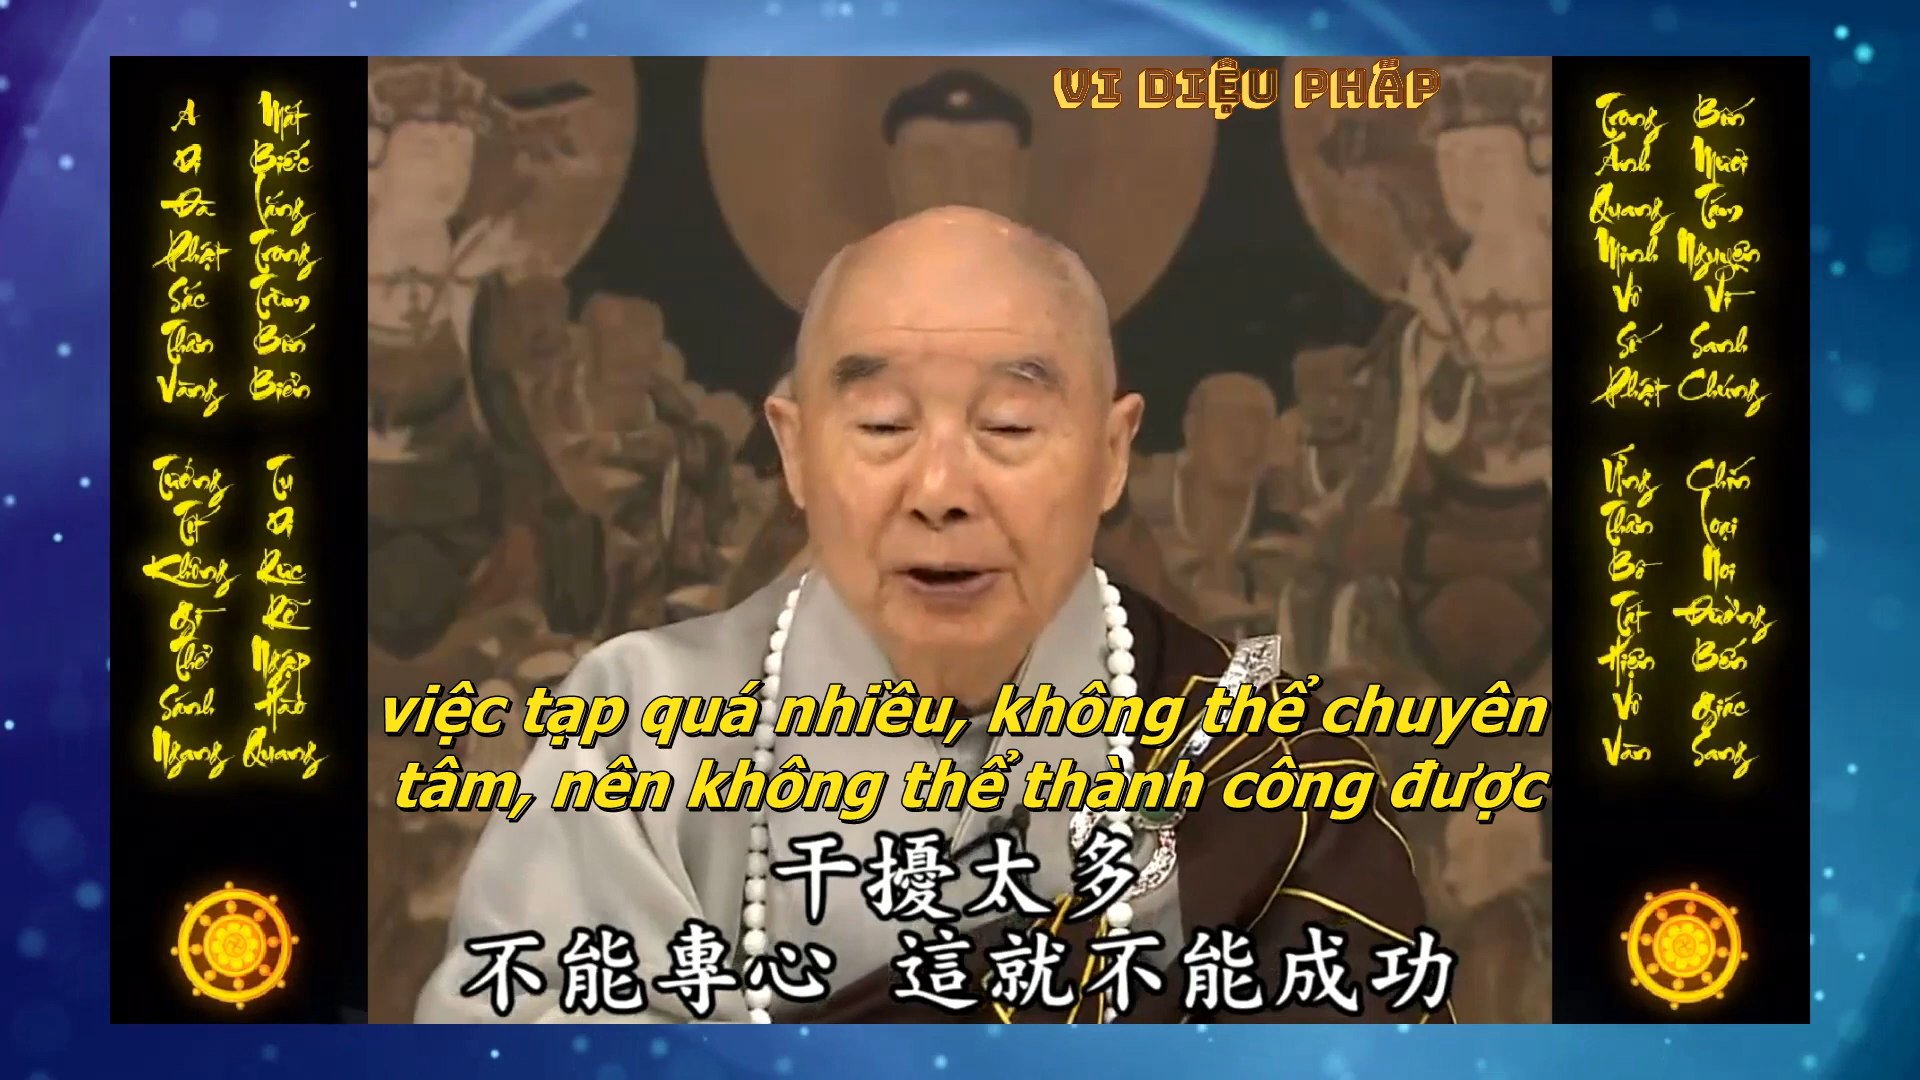 VI DIỆU PHÁP
A Di Đà Phật Sắc Thân Vàng
Tướng Tốt Không Gì Thể Sánh Ngang
Mắt Biếc Lắng Trong Trùm Bốn Biển
Tu Di Rực Rỡ Ngập Hào Quang
Trong Ánh Quang Minh Vô Số Phật
Ứng Thân Bồ Tát Hiện Vô Vàn
Bốn Mươi Tám Nguyện Vì Sanh Chúng
Chín Loại Nơi Đường Bến Giác Sang
việc tạp quá nhiều, không thể chuyên
tâm, nên không thể thành công được
干擾太多
不能專心 這就不能成功